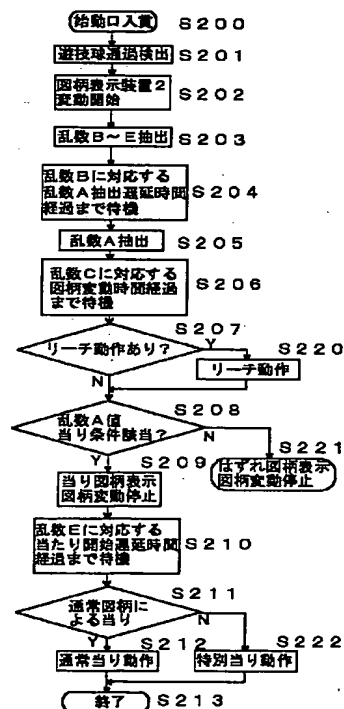 始動口入賞 S200
遊技球通過検出 S201
図柄表示装置2
変動開始 S202
乱数B～E抽出 S203
乱数Bに対応する
乱数A抽出遅延時間
経過まで待機 S204
乱数A抽出 S205
乱数Cに対応する
図柄変動時間経過
まで待機 S206
S207
リーチ動作あり?
Y
S220
リーチ動作
N
S208
乱数A値
当り条件該当?
N
S221
はずれ図柄表示
図柄変動停止
Y
S209
当り図柄表示
図柄変動停止
乱数Eに対応する
当たり開始遅延時間
経過まで待機 S210
S211
通常図柄に
よる当り
N
Y
S212
S222
通常当り動作
特別当り動作
終了 S213